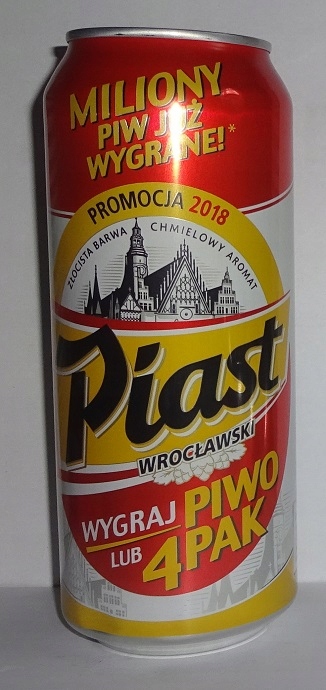 MILIONY
PIW JUŻ
WYGRANE!*
PROMOCJA 2018
ZŁOCISTA BARWA CHMIELOWY AROMAT
Piast
WROCŁAWSKI
WYGRAJ PIWO
LUB 4PAK